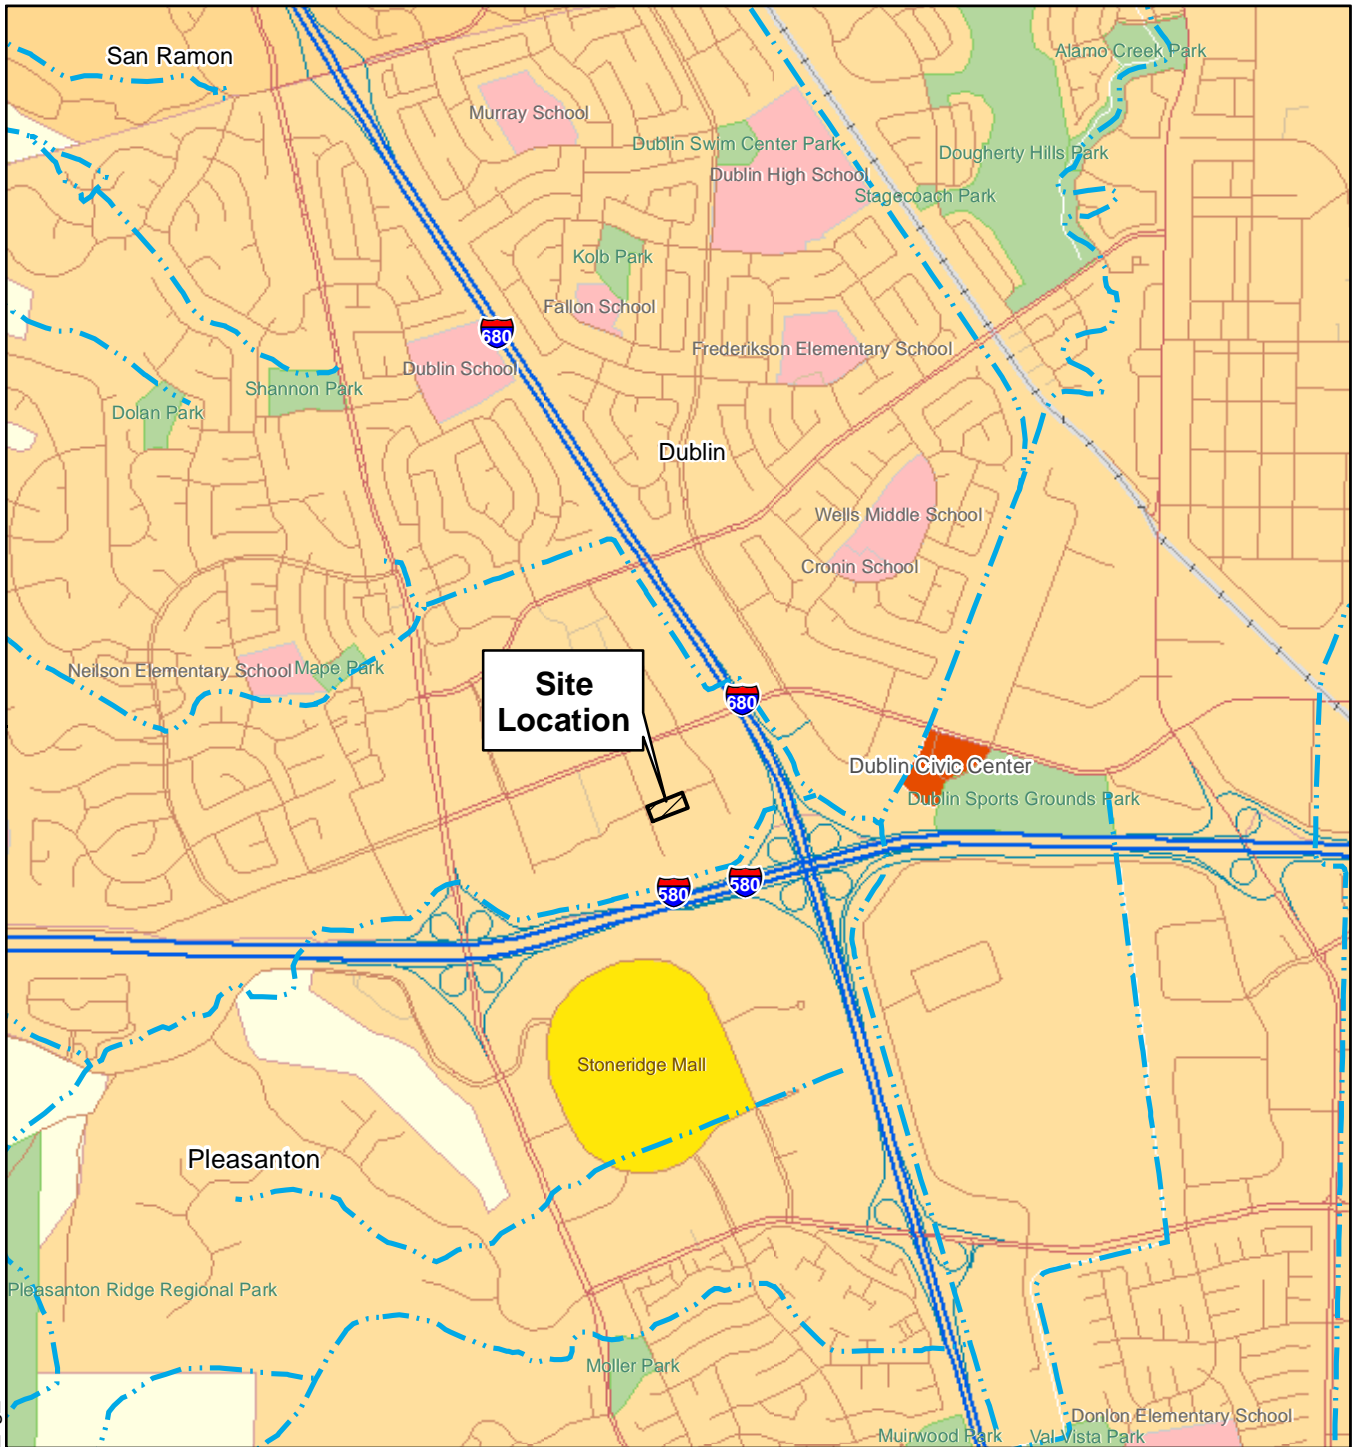 San Ramon
Alamo Creek Park
Murray School
Dublin Swim Center Park
Dougherty Hills Park
Dublin High School
Stagecoach Park
Kolb Park
Fallon School
680
Frederikson Elementary School
Dublin School
Shannon Park
Dolan Park
Dublin
Wells Middle School
Cronin School
Neilson Elementary School
Mape Park
Site
Location
680
Dublin Civic Center
Dublin Sports Grounds Park
580
580
Stoneridge Mall
Pleasanton
Pleasanton Ridge Regional Park
Moller Park
Donlon Elementary School
Muirwood Park
Val Vista Park